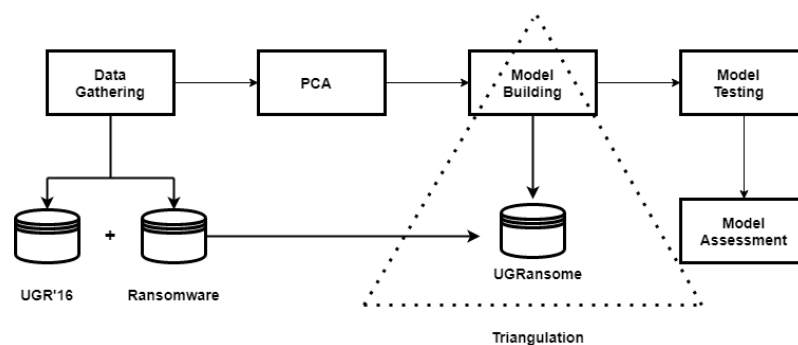 Data
Gathering
PCA
Model
Building
Model
Testing
+
Model
Assessment
UGR'16
Ransomware
UGRansome
Triangulation